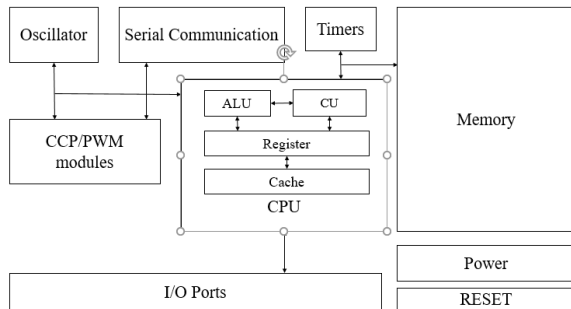 Oscillator
Serial Communication
Timers
Memory
ALU
CU
CCP/PWM
modules
Register
Cache
CPU
Power
I/O Ports
RESET